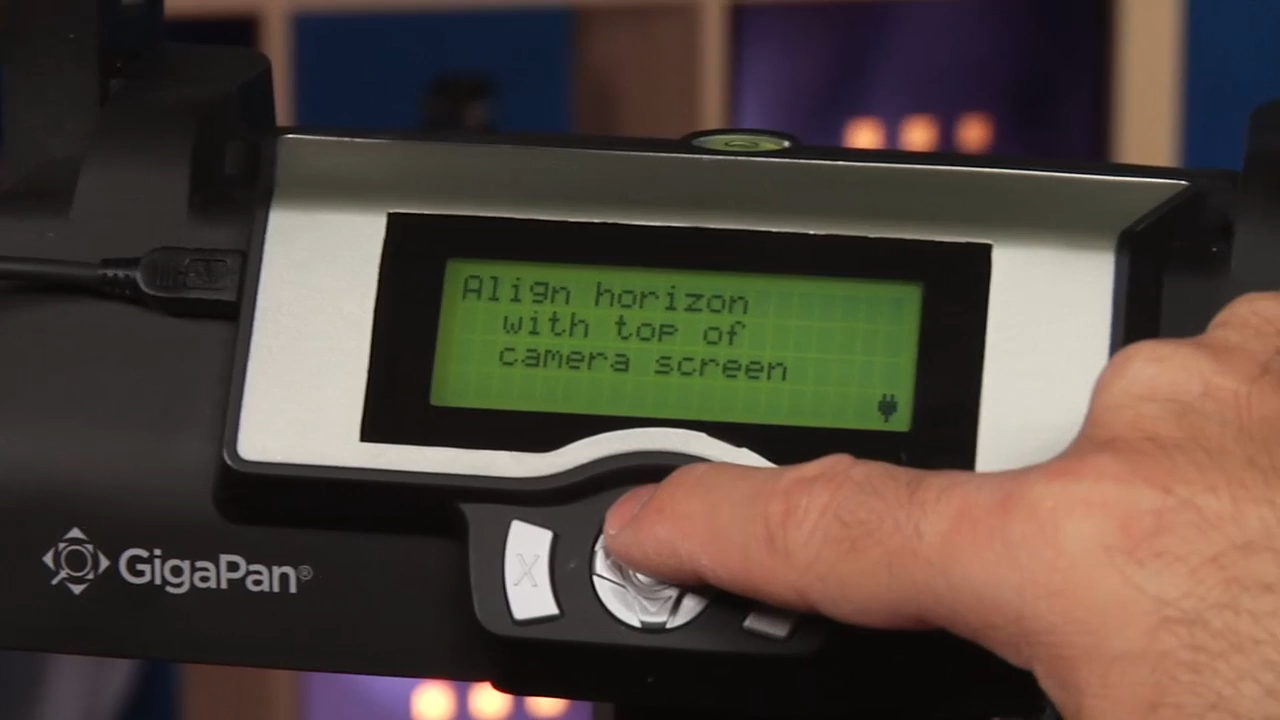 Align horizon
with top of
camera screen
X
GigaPan®